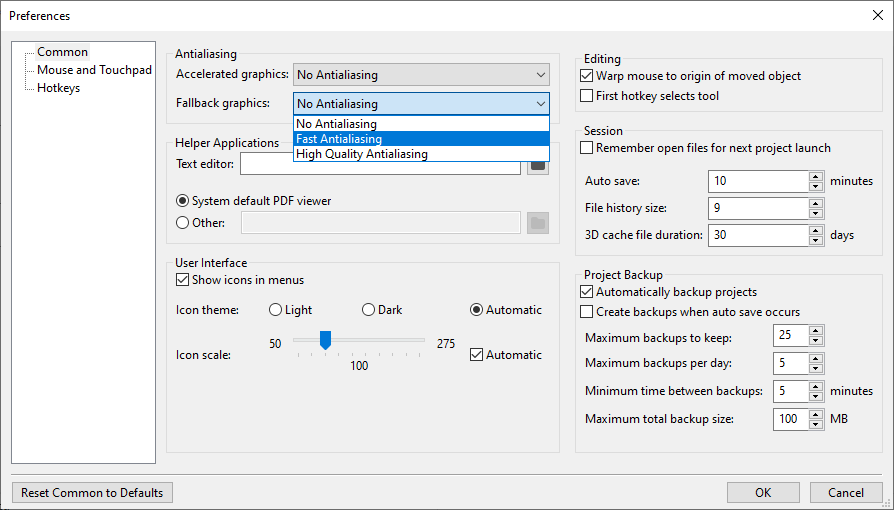 Preferences
Common
Mouse and Touchpad
Hotkeys
Antialiasing
Accelerated graphics: No Antialiasing
Fallback graphics: No Antialiasing
No Antialiasing
Fast Antialiasing
High Quality Antialiasing
Helper Applications
Text editor:
System default PDF viewer
Other:
User Interface
Show icons in menus
Icon theme: Light Dark Automatic
Icon scale: 50 275 Automatic
100
Editing
Warp mouse to origin of moved object
First hotkey selects tool
Session
Remember open files for next project launch
Auto save: 10 minutes
File history size: 9
3D cache file duration: 30 days
Project Backup
Automatically backup projects
Create backups when auto save occurs
Maximum backups to keep: 25
Maximum backups per day: 5
Minimum time between backups: 5 minutes
Maximum total backup size: 100 MB
Reset Common to Defaults
OK
Cancel